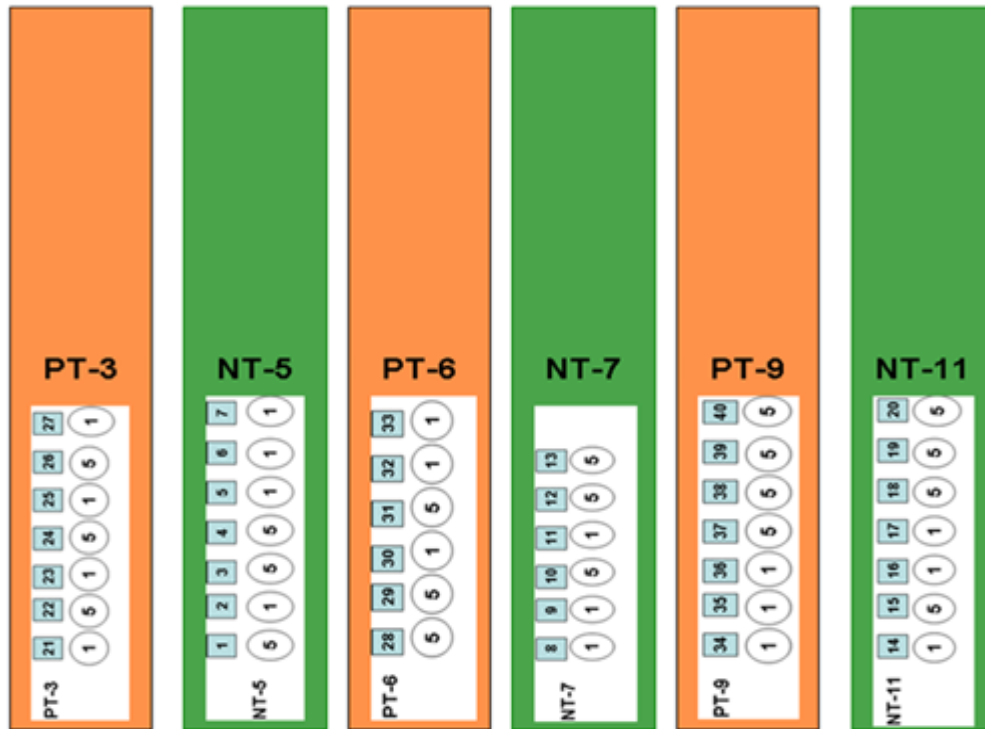 PT-3 NT-5 PT-6 NT-7 PT-9 NT-11
PT-3 21 22 23 24 25 26 27
1 5 1 5 1 5 1
1 2 3 4 5 6 7
NT-5 5 1 5 5 1 1 1
PT-6 28 29 30 31 32 33
5 5 1 5 1 1
8 9 10 11 12 13
NT-7 1 1 5 1 5 5
PT-9 34 35 36 37 38 39 40
1 1 1 5 5 5 5
NT-11 14 15 16 17 18 19 20
1 5 1 1 5 5 5